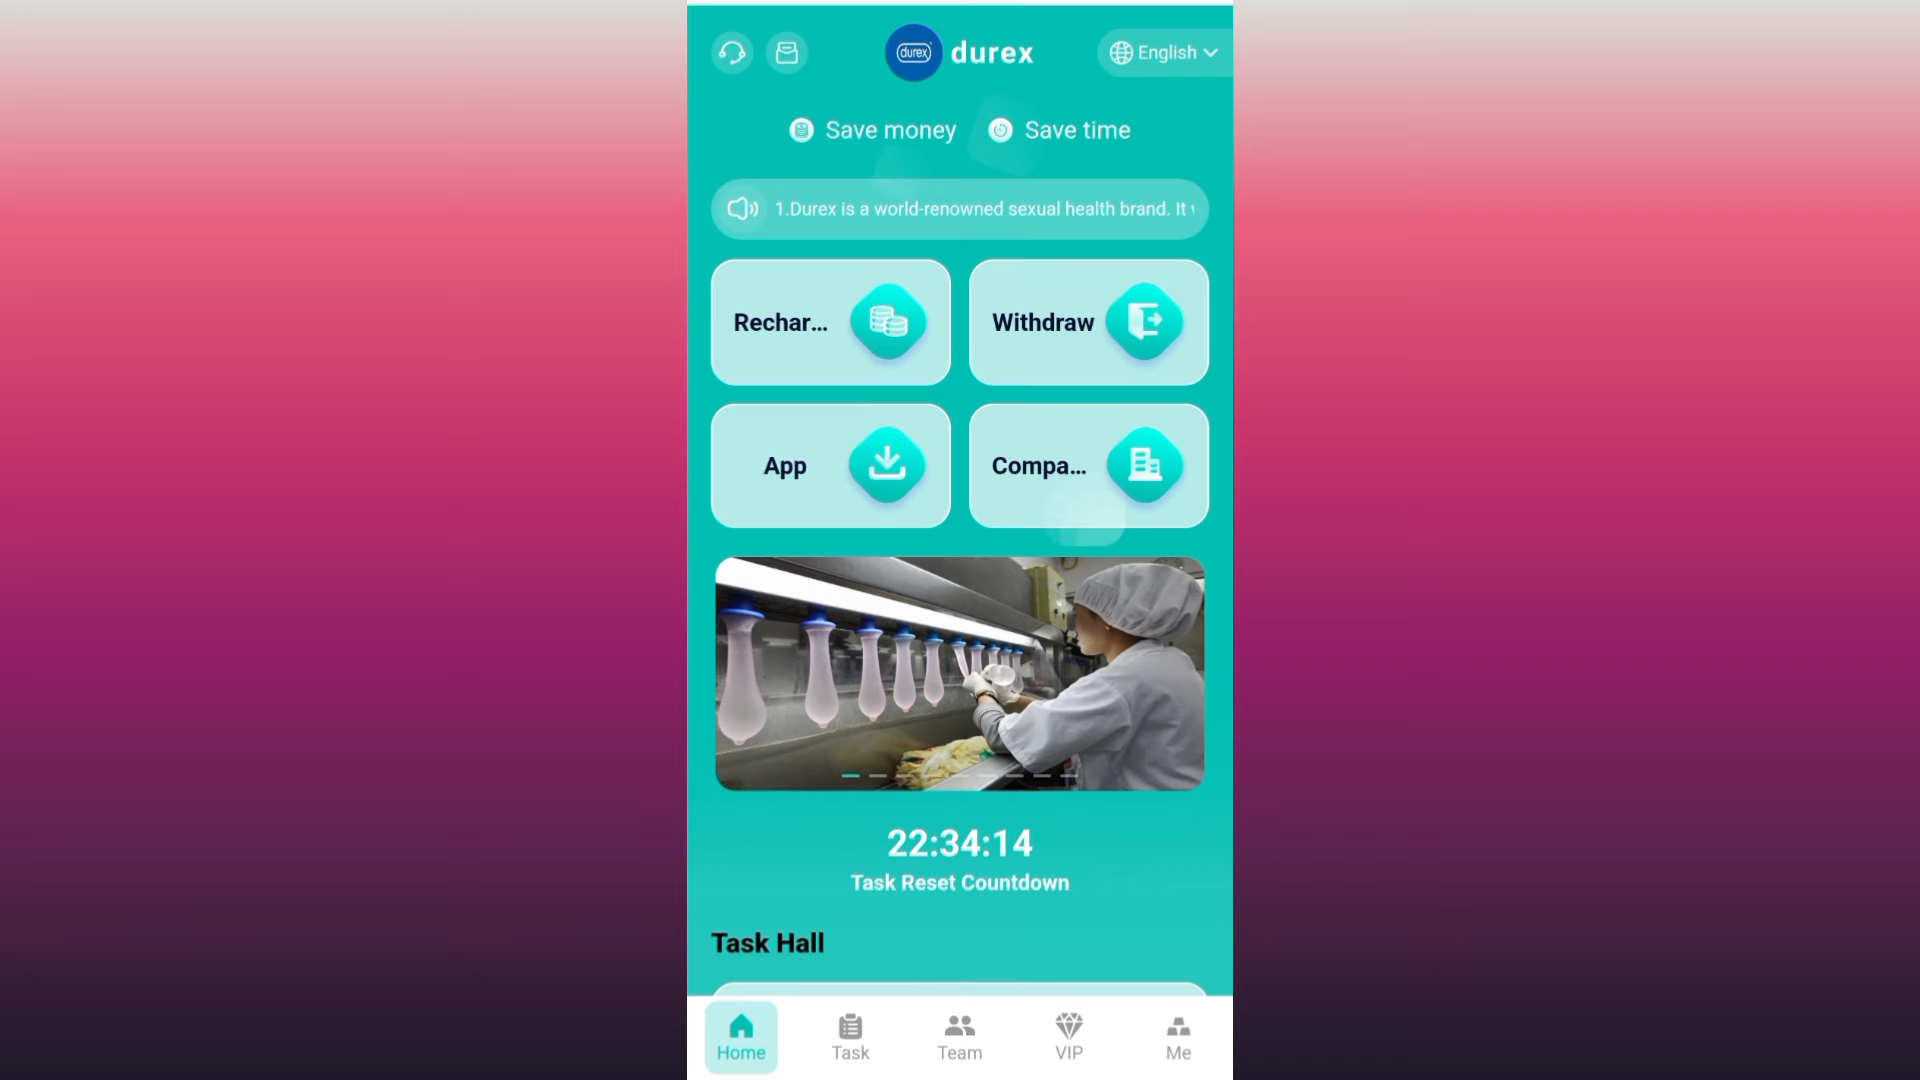 durex
durex
English
Save money
Save time
1.Durex is a world-renowned sexual health brand. It
Rechar...
Withdraw
App
Compa...
22:34:14
Task Reset Countdown
Task Hall
Home
Task
Team
VIP
Me